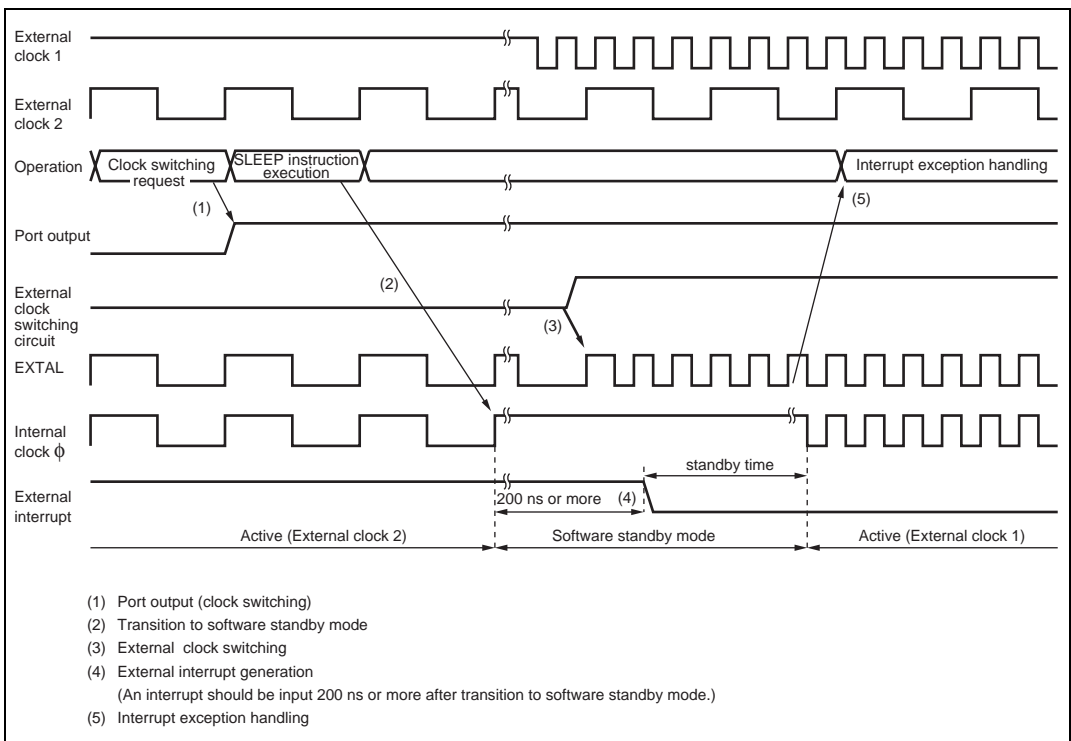 External
clock 1
External
clock 2
Operation
Clock switching
request
SLEEP instruction
execution
Interrupt exception handling
(1)
(5)
Port output
(2)
External
clock
switching
circuit
(3)
EXTAL
Internal
clock ϕ
standby time
External
interrupt
200 ns or more
(4)
Active (External clock 2)
Software standby mode
Active (External clock 1)
(1) Port output (clock switching)
(2) Transition to software standby mode
(3) External clock switching
(4) External interrupt generation
(An interrupt should be input 200 ns or more after transition to software standby mode.)
(5) Interrupt exception handling